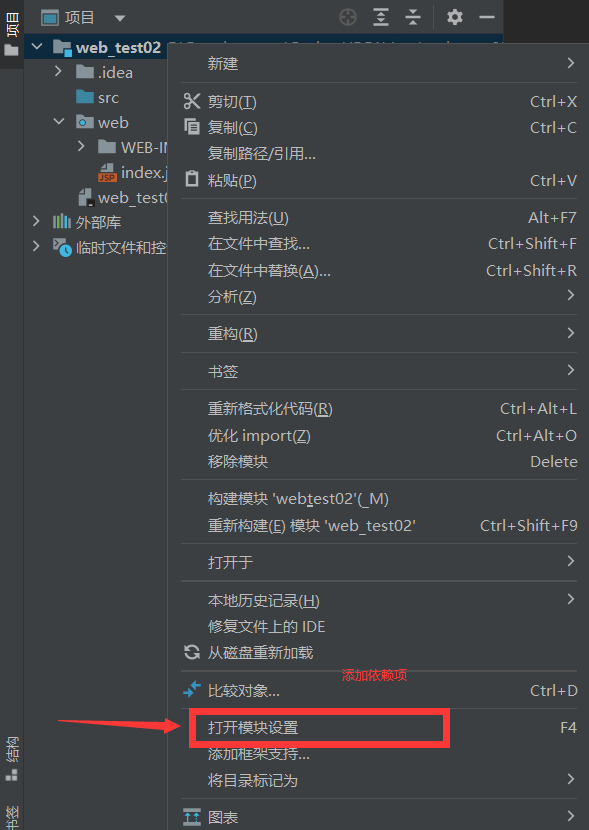 项目
项目
web_test02
.idea
src
web
WEB-IN
index.j
JSP
web_test0
外部库
临时文件和控
新建
剪切(T) Ctrl+X
复制(C) Ctrl+C
复制路径/引用...
粘贴(P) Ctrl+V
查找用法(U) Alt+F7
在文件中查找... Ctrl+Shift+F
在文件中替换(A)... Ctrl+Shift+R
分析(Z)
重构(R)
书签
重新格式化代码(R) Ctrl+Alt+L
优化 import(Z) Ctrl+Alt+O
移除模块 Delete
构建模块 'webtest02'(_M)
重新构建(E) 模块 'web_test02' Ctrl+Shift+F9
打开于
本地历史记录(H)
修复文件上的 IDE
从磁盘重新加载
添加依赖项
比较对象... Ctrl+D
打开模块设置 F4
添加框架支持...
将目录标记为
图表
结构
书签